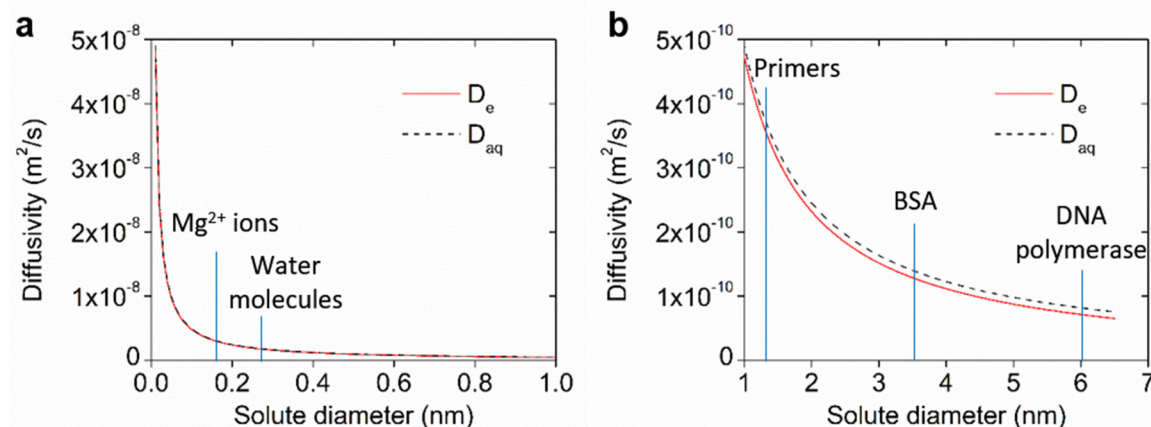 a
Diffusivity (m²/s)
5x10⁻⁸
4x10⁻⁸
3x10⁻⁸
2x10⁻⁸
1x10⁻⁸
0
Dₑ
D_aq
Mg²⁺ ions
Water
molecules
0.0 0.2 0.4 0.6 0.8 1.0
Solute diameter (nm)
b
Diffusivity (m²/s)
5x10⁻¹⁰
4x10⁻¹⁰
3x10⁻¹⁰
2x10⁻¹⁰
1x10⁻¹⁰
0
Primers
Dₑ
D_aq
BSA
DNA
polymerase
1 2 3 4 5 6 7
Solute diameter (nm)